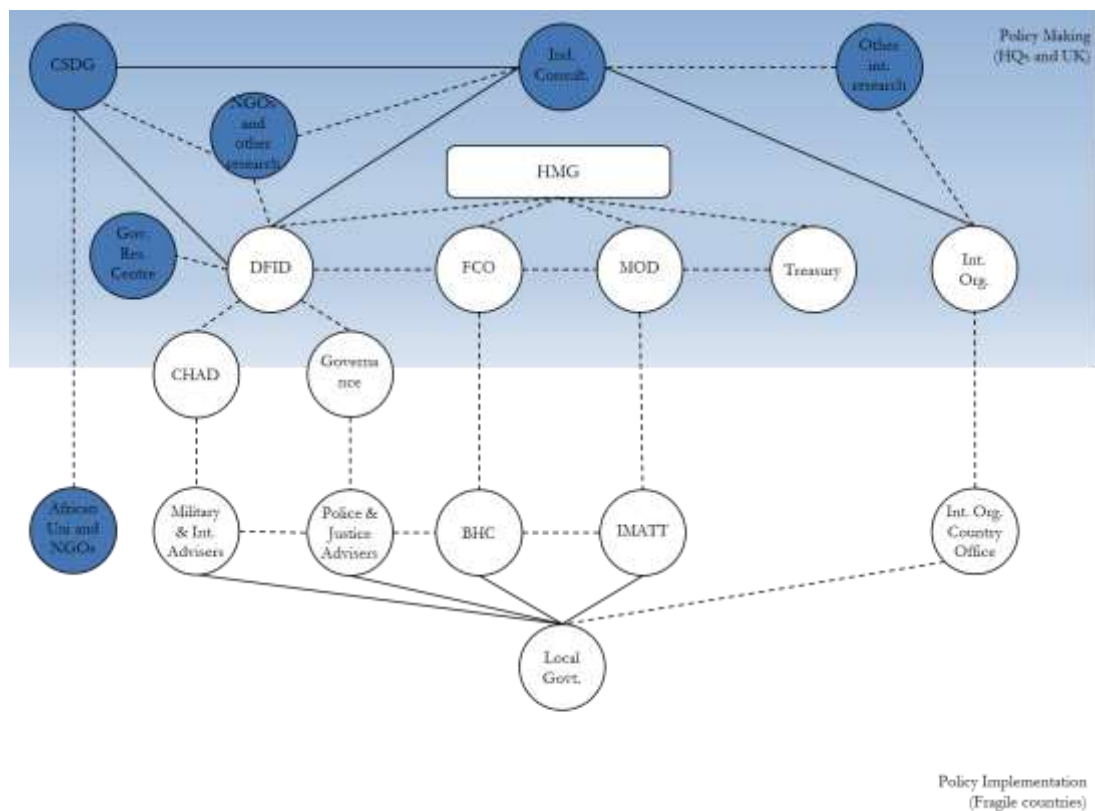 Policy Making
(HQs and UK)
CSDG
Ind.
Consult.
Other
int.
research
NGOs
and
other
research
HMG
Gov.
Res.
Centre
DFID
FCO
MOD
Treasury
Int.
Org.
CHAD
Governa
nce
African
Uni and
NGOs
Military
& Int.
Advisers
Police &
Justice
Advisers
BHC
IMATT
Int. Org.
Country
Office
Local
Govt.
Policy Implementation
(Fragile countries)